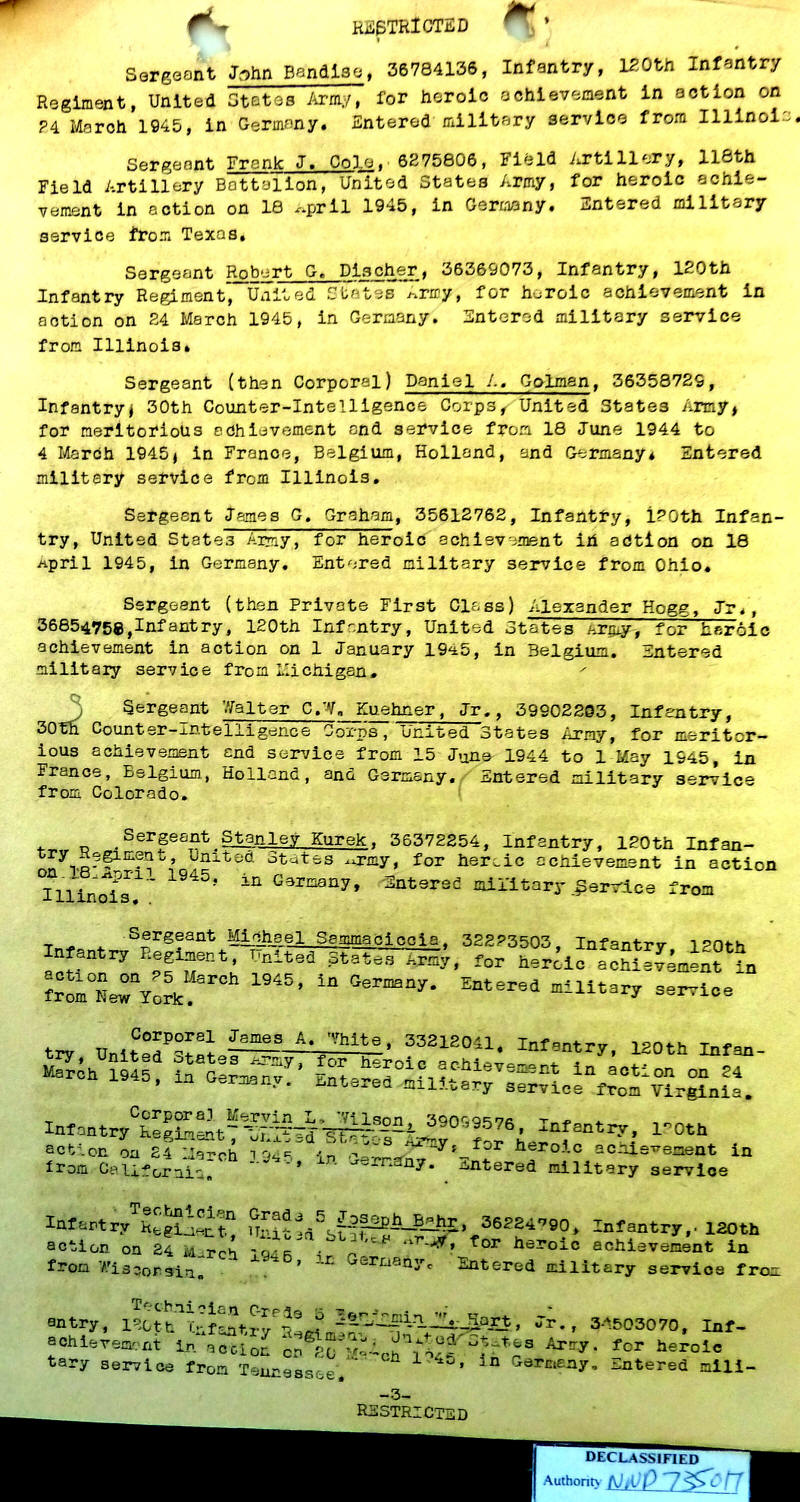 RESTRICTED
Sergeant John Bendise, 36784136, Infantry, 120th Infantry
Regiment, United States Army, for heroic achievement in action on
24 March 1945, in Germany. Entered military service from Illinois.
Sergeant Frank J. Cole, 6275806, Field Artillery, 118th
Field Artillery Battalion, United States Army, for heroic achie-
vement in action on 18 April 1945, in Germany. Entered military
service from Texas.
Sergeant Robert G. Discher, 36369073, Infantry, 120th
Infantry Regiment, United States Army, for heroic achievement in
action on 24 March 1945, in Germany. Entered military service
from Illinois.
Sergeant (then Corporal) Daniel A. Golman, 36358729,
Infantry, 30th Counter-Intelligence Corps, United States Army,
for meritorious achievement and service from 18 June 1944 to
4 March 1945, in France, Belgium, Holland, and Germany. Entered
military service from Illinois.
Sergeant James G. Graham, 35612762, Infantry, 120th Infan-
try, United States Army, for heroic achievement in action on 18
April 1945, in Germany. Entered military service from Ohio.
Sergeant (then Private First Class) Alexander Hogg, Jr.,
36854758, Infantry, 120th Infantry, United States Army, for heroic
achievement in action on 1 January 1945, in Belgium. Entered
military service from Michigan.
Sergeant Walter C.W. Kuehner, Jr., 39902203, Infantry,
30th Counter-Intelligence Corps, United States Army, for meritor-
ious achievement and service from 15 June 1944 to 1 May 1945, in
France, Belgium, Holland, and Germany. Entered military service
from Colorado.
Sergeant Stanley Kurek, 36372254, Infantry, 120th Infan-
try Regiment, United States Army, for heroic achievement in action
on 18 April 1945, in Germany, Entered military Service from
Illinois.
Sergeant Michael Sammaciccia, 32223503, Infantry, 120th
Infantry Regiment, United States Army, for heroic achievement in
action on 25 March 1945, in Germany. Entered military service
from New York.
Corporal James A. White, 33212041, Infantry, 120th Infan-
try, United States Army, for heroic achievement in action on 24
March 1945, in Germany. Entered military service from Virginia.
Corporal Mervin L. Wilson, 39099576, Infantry, 120th
Infantry Regiment, United States Army, for heroic achievement in
action on 24 March 1945, in Germany. Entered military service
from California.
Technician Grade 5 Joseph Bahr, 36224790, Infantry, 120th
Infantry Regiment, United States Army, for heroic achievement in
action on 24 March 1945, in Germany. Entered military service from
from Wisconsin.
Technician Grade 5 Benjamin W. Hart, Jr., 34503070, Inf-
antry, 120th Infantry Regiment, United States Army. for heroic
achievement in action on 20 March 1945, in Germany. Entered mili-
tary service from Tennessee.
-3-
RESTRICTED
DECLASSIFIED
Authority NND 735017